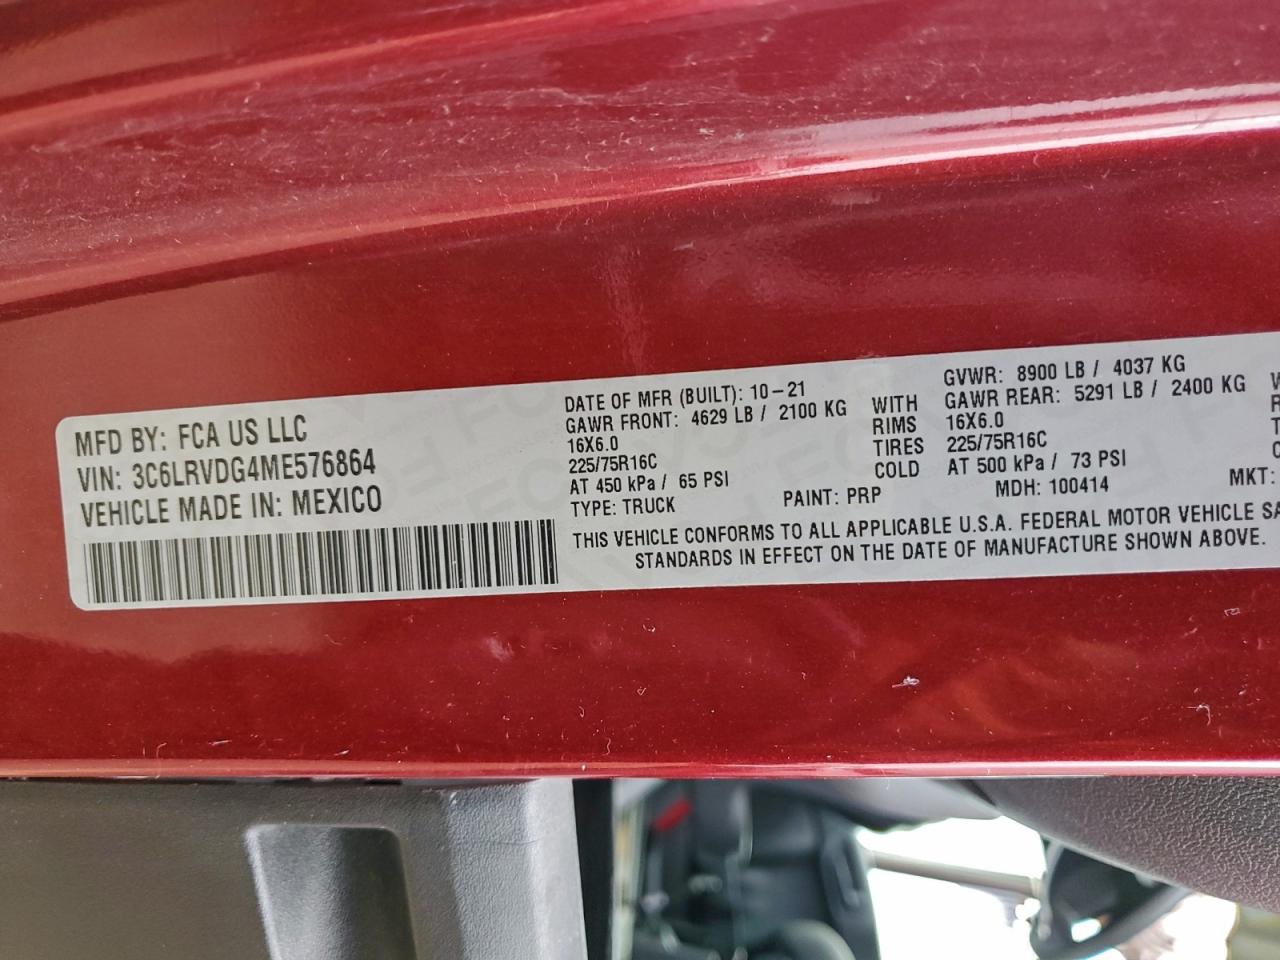 MFD BY: FCA US LLC
VIN: 3C6LRVDG4ME576864
VEHICLE MADE IN: MEXICO
DATE OF MFR (BUILT): 10-21 GVWR: 8900 LB / 4037 KG
GAWR FRONT: 4629 LB / 2100 KG WITH GAWR REAR: 5291 LB / 2400 KG
16X6.0 RIMS 16X6.0
225/75R16C TIRES 225/75R16C
AT 450 kPa / 65 PSI COLD AT 500 kPa / 73 PSI
TYPE: TRUCK PAINT: PRP MDH: 100414 MKT:
THIS VEHICLE CONFORMS TO ALL APPLICABLE U.S.A. FEDERAL MOTOR VEHICLE SA
STANDARDS IN EFFECT ON THE DATE OF MANUFACTURE SHOWN ABOVE.